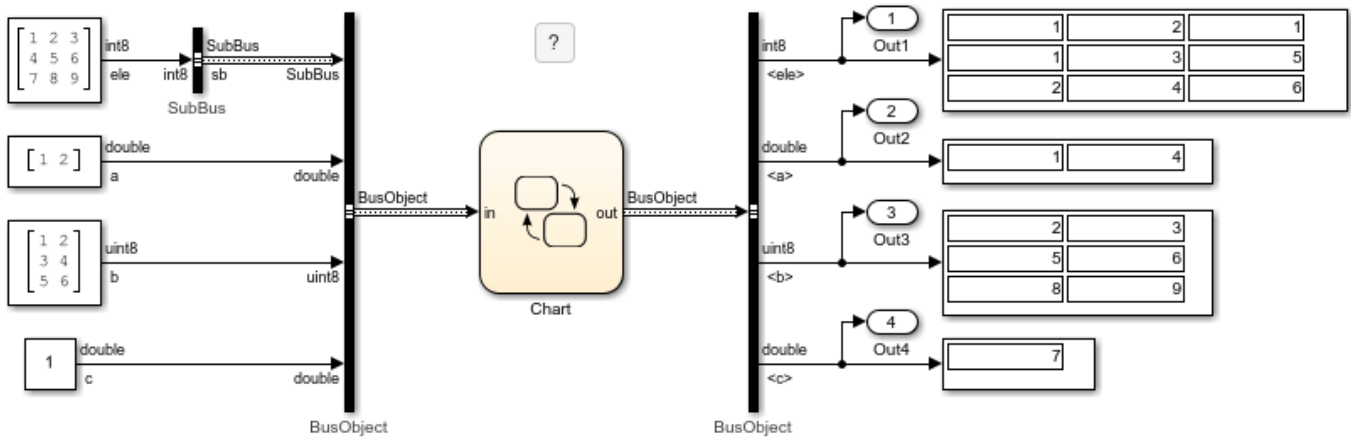 1 2 3
4 5 6
7 8 9
int8
ele
int8
SubBus
sb
SubBus
SubBus
1 2
double
a
double
1 2
3 4
5 6
uint8
b
uint8
1
double
c
double
BusObject
BusObject
?
in
out
Chart
BusObject
BusObject
int8
<ele>
1
Out1
1 2 1
1 3 5
2 4 6
double
<a>
2
Out2
1 4
uint8
<b>
3
Out3
2 3
5 6
8 9
double
<c>
4
Out4
7